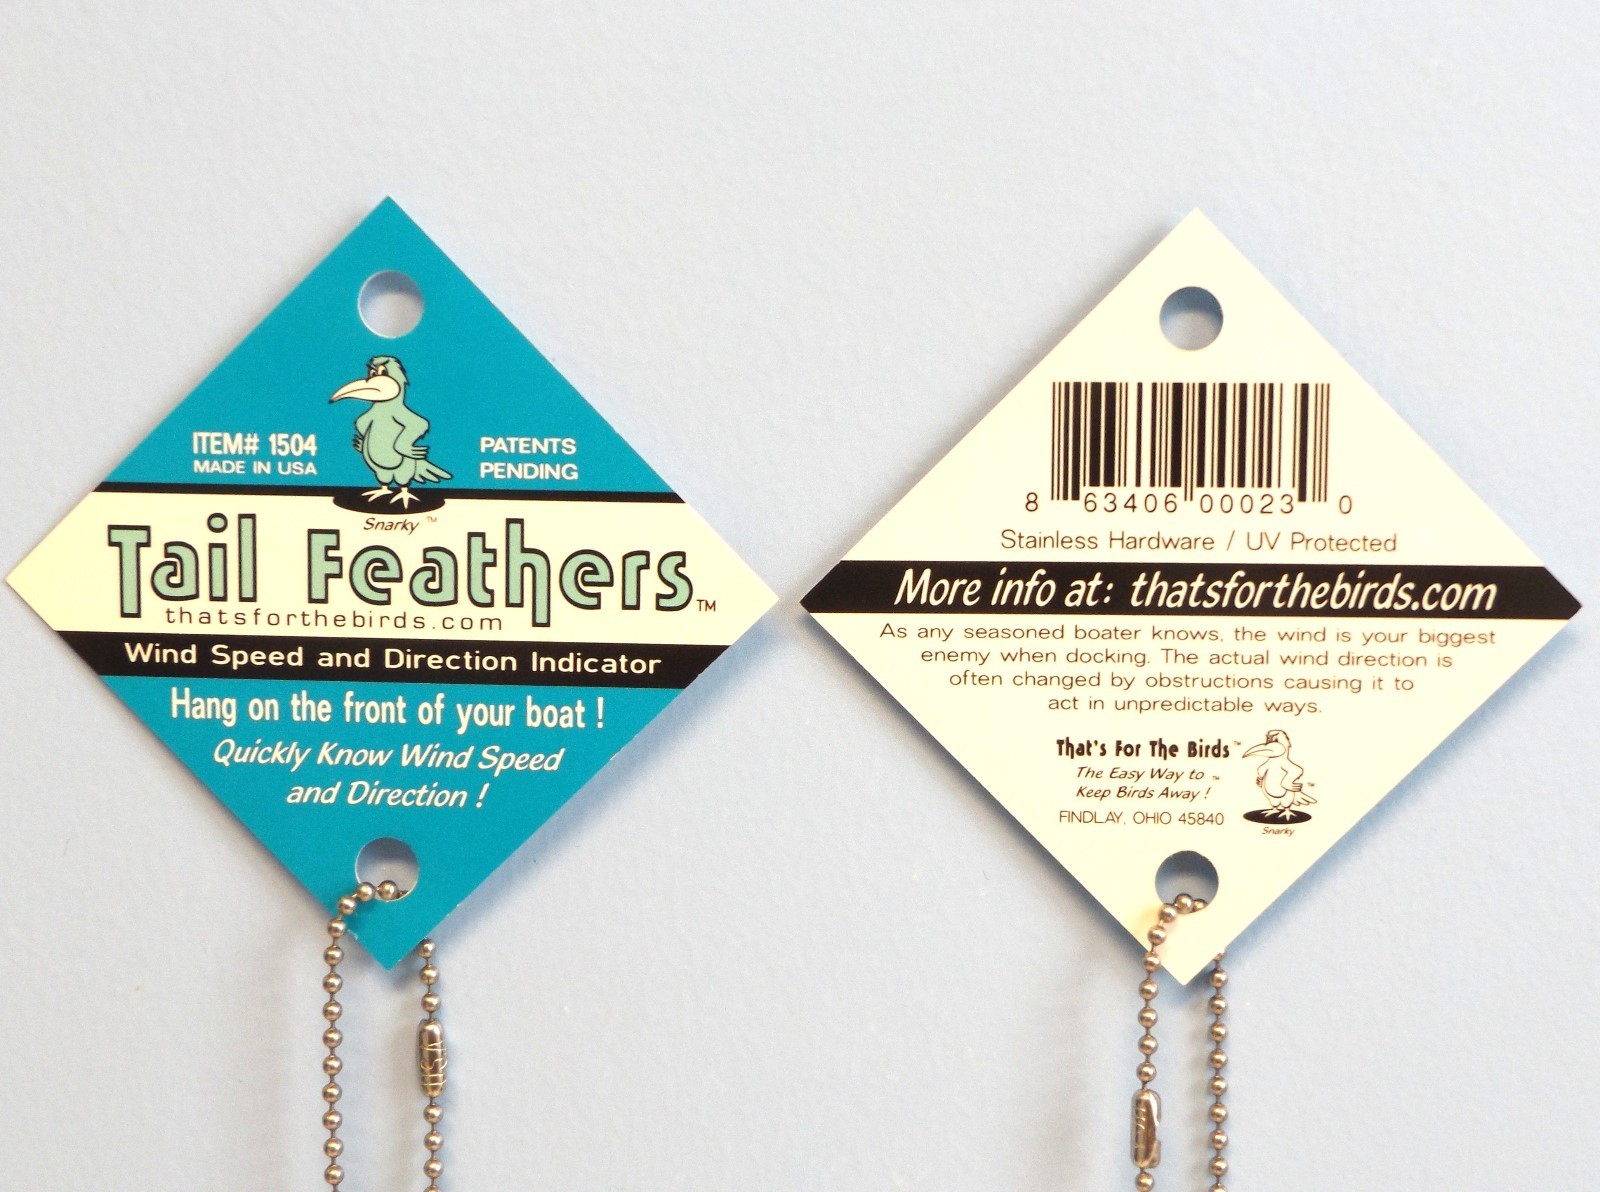 ITEM# 1504
MADE IN USA
PATENTS
PENDING
Snarky™
Tail Feathers™
thatsforthebirds.com
Wind Speed and Direction Indicator
Hang on the front of your boat !
Quickly Know Wind Speed
and Direction !
8 63406 00023 0
Stainless Hardware / UV Protected
More info at: thatsforthebirds.com
As any seasoned boater knows, the wind is your biggest
enemy when docking. The actual wind direction is
often changed by obstructions causing it to
act in unpredictable ways.
That's For The Birds™
The Easy Way to ™
Keep Birds Away !
FINDLAY, OHIO 45840
™
Snarky